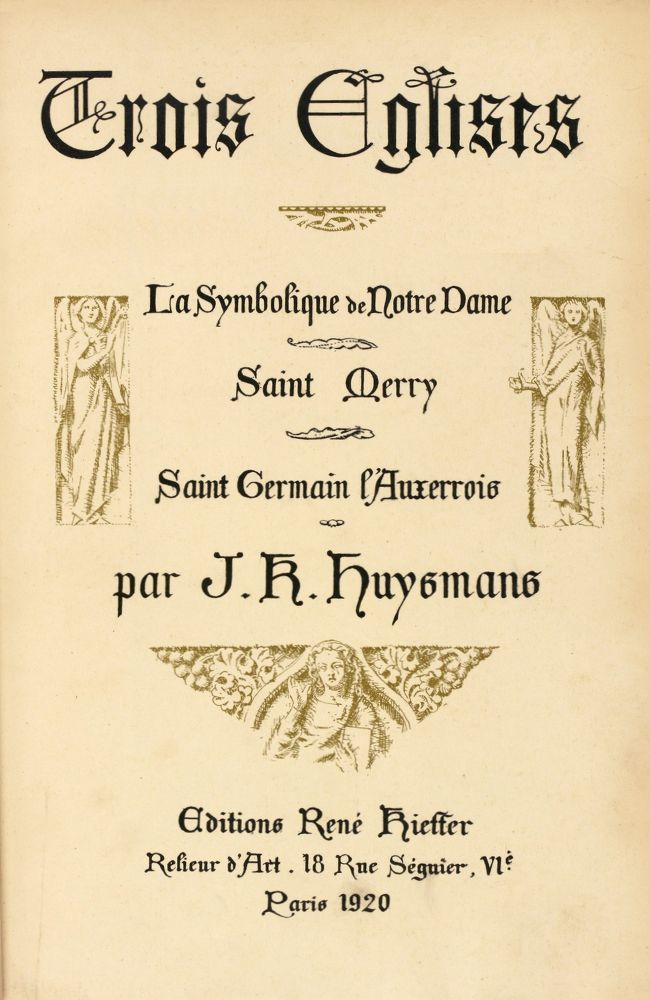 Trois Eglises
La Symbolique de Notre Dame
Saint Merry
Saint Germain l'Auxerrois
par J. K. Huysmans
Editions René Kieffer
Relieur d'Art . 18 Rue Séguier, VIè
Paris 1920